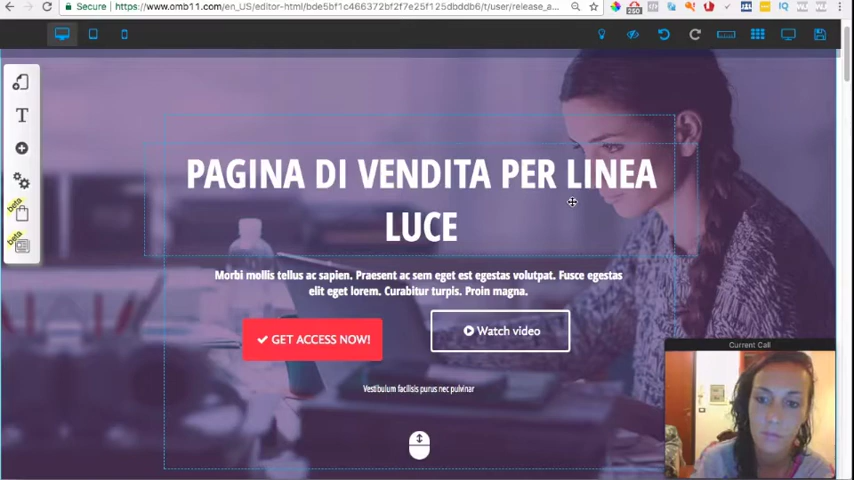 Secure
https://www.omb11.com/en_US/editor-html/bde5bf1c466372bf2f7e25f125dbddb6/t/user/release_a...
beta
beta
PAGINA DI VENDITA PER LINEA
LUCE
Morbi mollis tellus ac sapien. Praesent ac sem eget est egestas volutpat. Fusce egestas
elit eget lorem. Curabitur turpis. Proin magna.
GET ACCESS NOW!
Watch video
Vestibulum facilisis purus nec pulvinar
Current Call